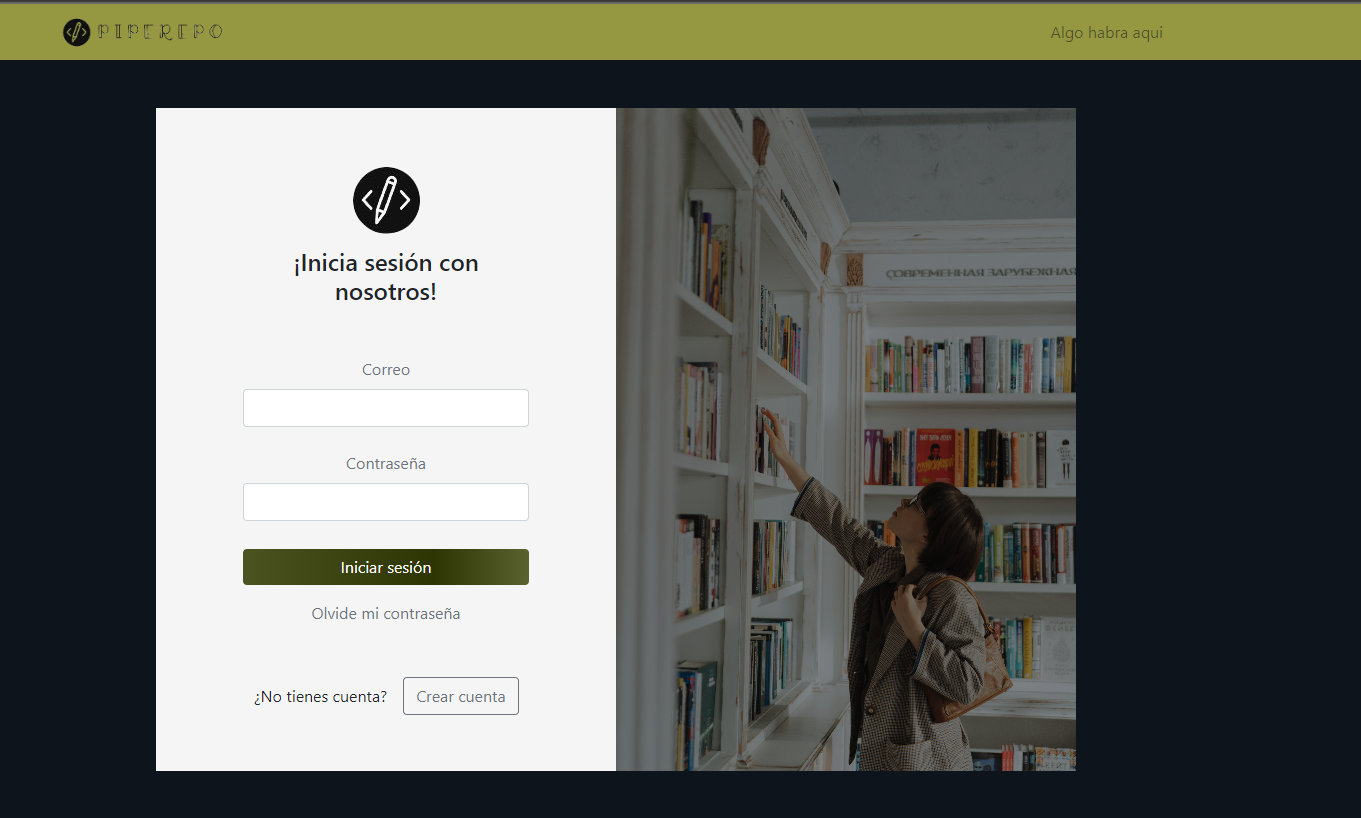 PIPEREPO
Algo habra aqui
¡Inicia sesión con
nosotros!
Correo
Contraseña
Iniciar sesión
Olvide mi contraseña
¿No tienes cuenta?
Crear cuenta
СОВРЕМЕННАЯ ЗАРУБЕЖНАЯ